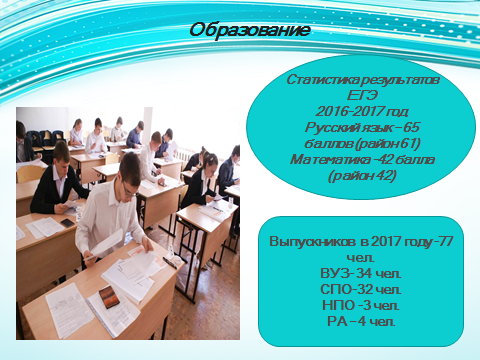 Образование
Статистика результатов
ЕГЭ
2016-2017 год
Русский язык – 65
баллов (район 61)
Математика -42 балла
(район 42)
Выпускников в 2017 году -77
чел.
ВУЗ- 34 чел.
СПО-32 чел.
НПО -3 чел.
РА – 4 чел.